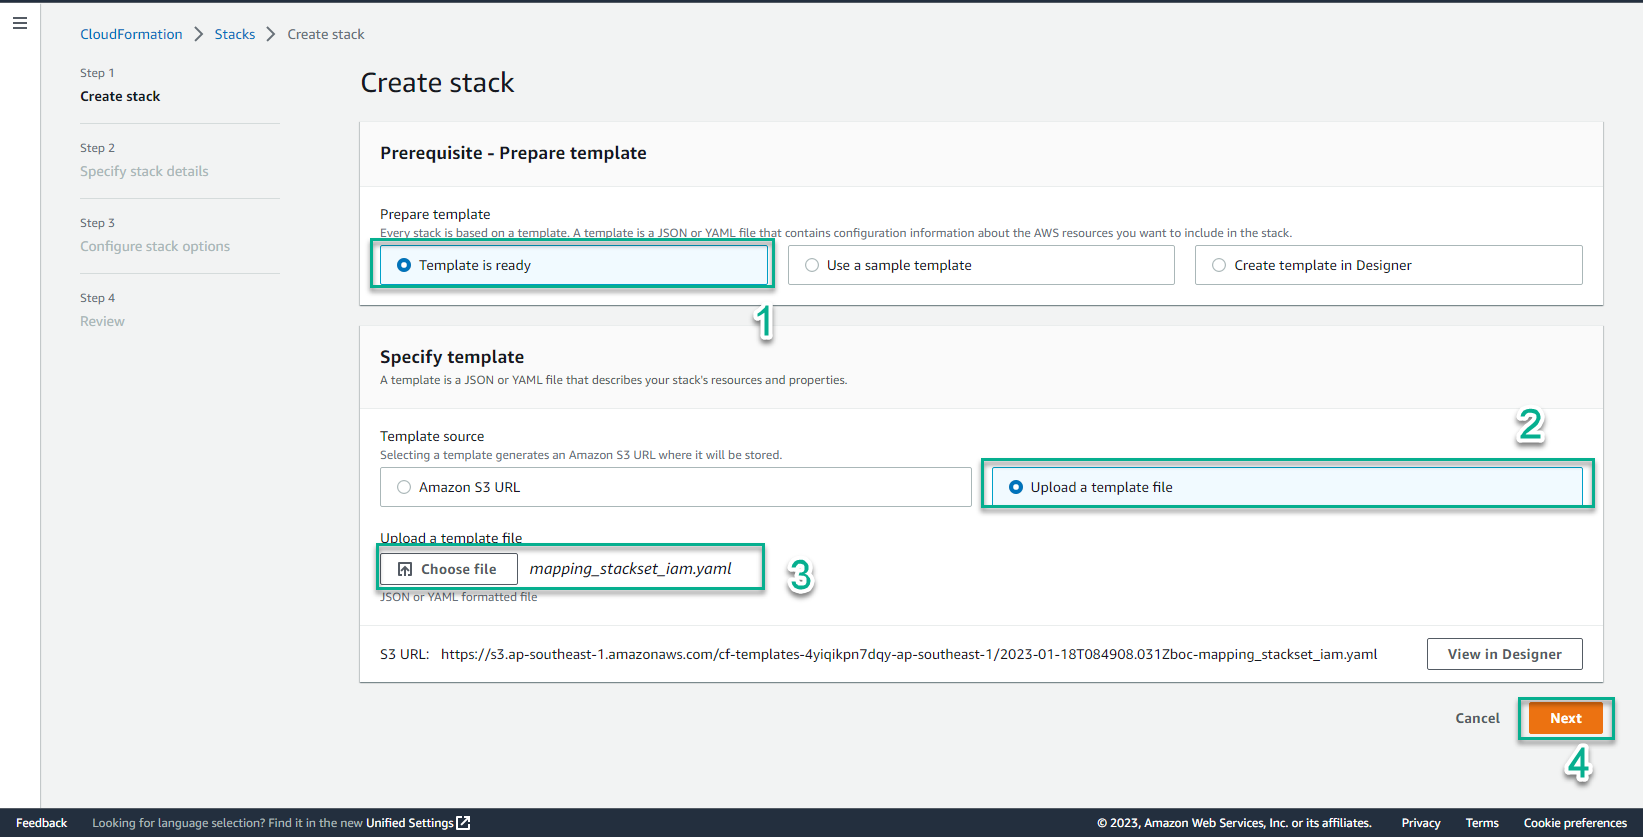 CloudFormation > Stacks > Create stack
Step 1
Create stack
Step 2
Specify stack details
Step 3
Configure stack options
Step 4
Review
Create stack
Prerequisite - Prepare template
Prepare template
Every stack is based on a template. A template is a JSON or YAML file that contains configuration information about the AWS resources you want to include in the stack.
Template is ready
Use a sample template
Create template in Designer
1
Specify template
A template is a JSON or YAML file that describes your stack's resources and properties.
2
Template source
Selecting a template generates an Amazon S3 URL where it will be stored.
Amazon S3 URL
Upload a template file
Upload a template file
Choose file
mapping_stackset_iam.yaml
3
JSON or YAML formatted file
S3 URL: https://s3.ap-southeast-1.amazonaws.com/cf-templates-4yiqikpn7dqy-ap-southeast-1/2023-01-18T084908.031Zboc-mapping_stackset_iam.yaml
View in Designer
Cancel
Next
4
Feedback
Looking for language selection? Find it in the new Unified Settings
© 2023, Amazon Web Services, Inc. or its affiliates.
Privacy
Terms
Cookie preferences